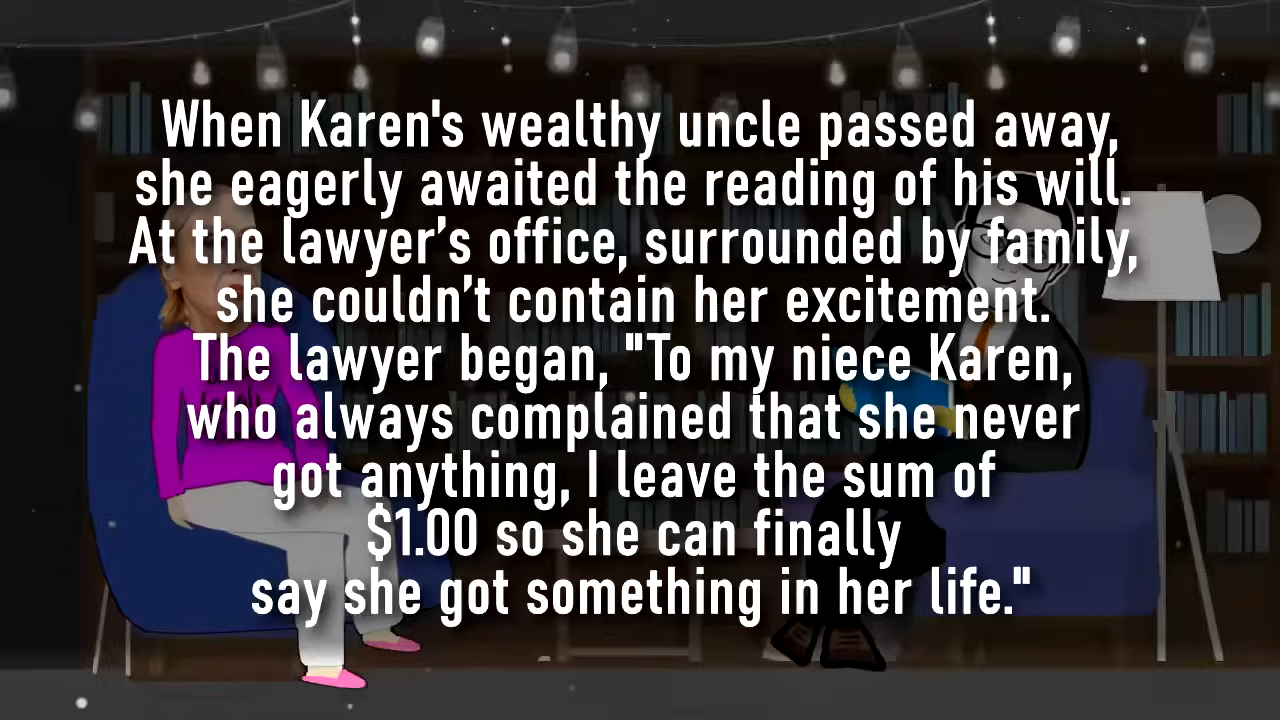 When Karen's wealthy uncle passed away,
she eagerly awaited the reading of his will.
At the lawyer’s office, surrounded by family,
she couldn’t contain her excitement.
The lawyer began, "To my niece Karen,
who always complained that she never
got anything, I leave the sum of
$1.00 so she can finally
say she got something in her life."